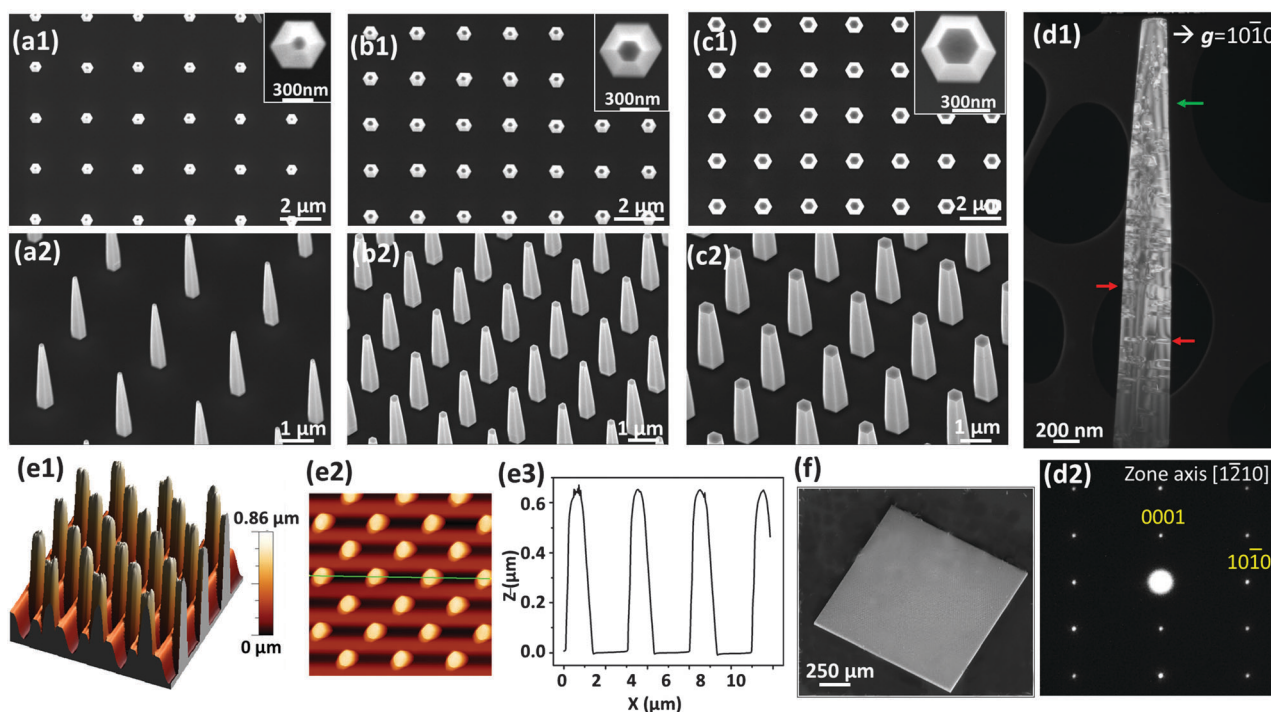 (a1)
300nm
2 μm
(b1)
300nm
2 μm
(c1)
300nm
2 μm
(d1)
→ g=101̅0
200 nm
(a2)
1 μm
(b2)
1 μm
(c2)
1 μm
(e1)
0.86 μm
0 μm
(e2)
(e3)
Z (μm)
0.6
0.4
0.2
0.0
0 2 4 6 8 10
X (μm)
(f)
250 μm
(d2)
Zone axis [12̅10]
0001
101̅0